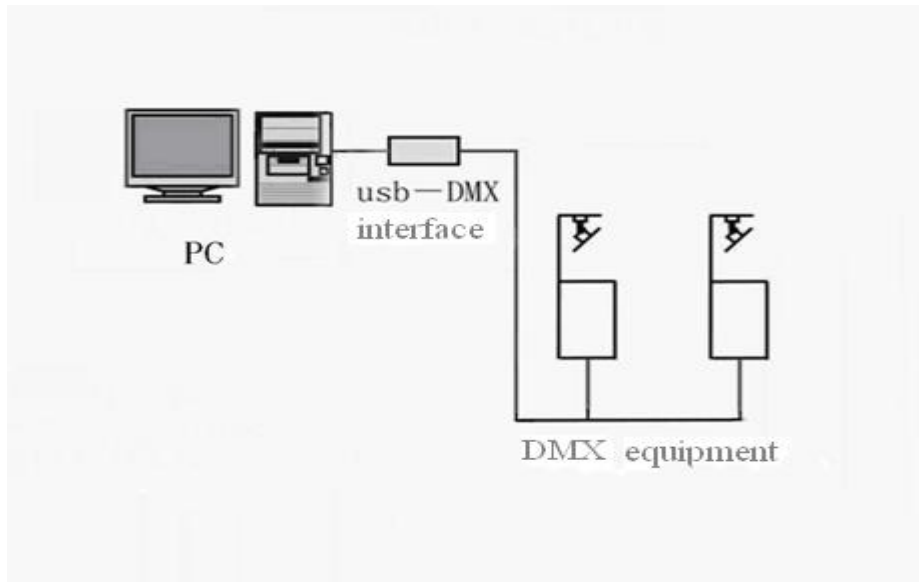 usb—DMX
interface
PC
DMX equipment